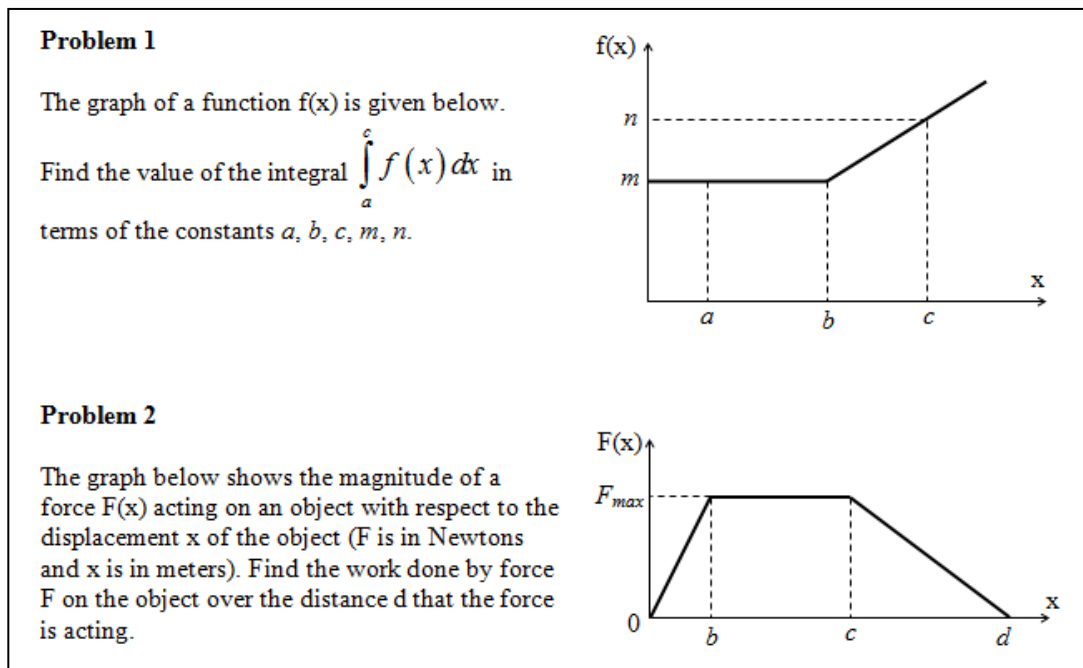 Problem 1
The graph of a function f(x) is given below.
Find the value of the integral ∫ₐᶜ f(x) dx in
terms of the constants a, b, c, m, n.
f(x)
n
m
x
a b c
Problem 2
The graph below shows the magnitude of a
force F(x) acting on an object with respect to the
displacement x of the object (F is in Newtons
and x is in meters). Find the work done by force
F on the object over the distance d that the force
is acting.
F(x)
Fmax
x
0
b c d